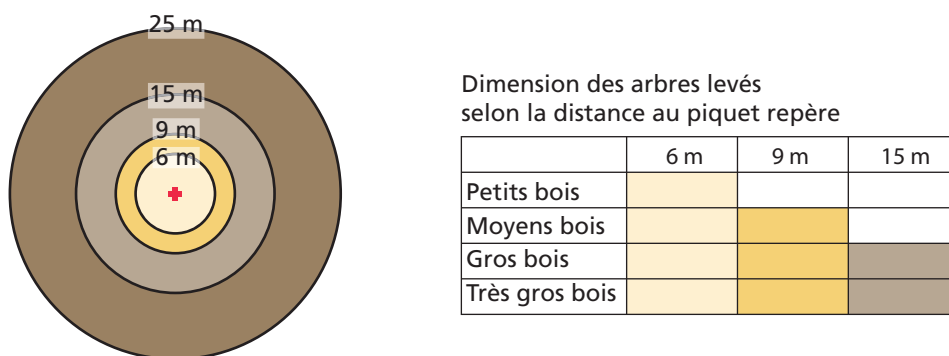 25 m
15 m
9 m
6 m
Dimension des arbres levés
selon la distance au piquet repère
6 m 9 m 15 m
Petits bois
Moyens bois
Gros bois
Très gros bois